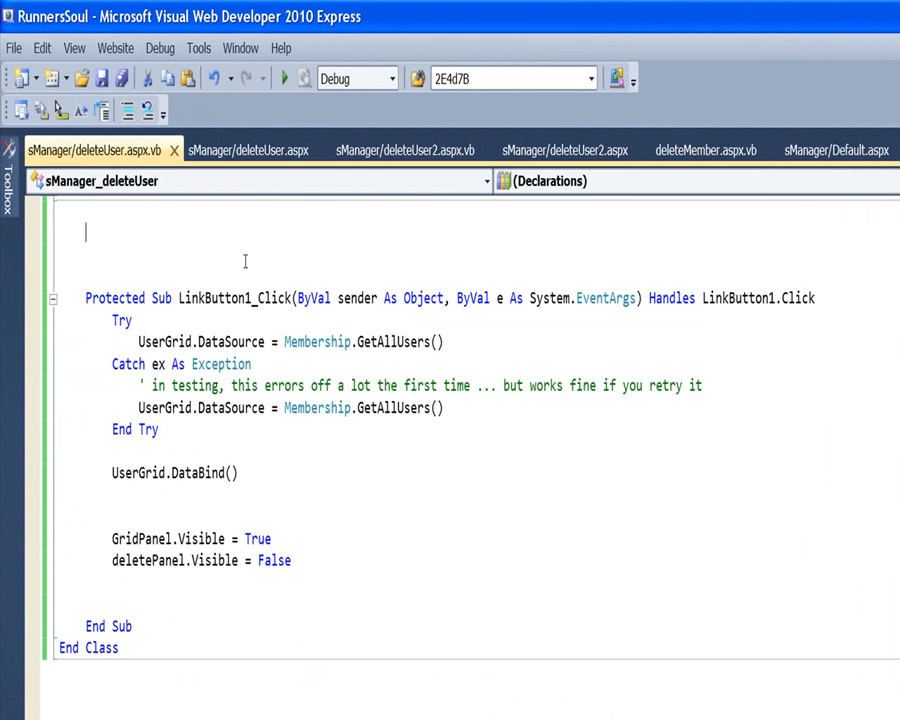 RunnersSoul - Microsoft Visual Web Developer 2010 Express
File Edit View Website Debug Tools Window Help
Debug 2E4d7B
sManager/deleteUser.aspx.vb sManager/deleteUser.aspx sManager/deleteUser2.aspx.vb sManager/deleteUser2.aspx deleteMember.aspx.vb sManager/Default.aspx
Toolbox
sManager_deleteUser (Declarations)
Protected Sub LinkButton1_Click(ByVal sender As Object, ByVal e As System.EventArgs) Handles LinkButton1.Click
Try
UserGrid.DataSource = Membership.GetAllUsers()
Catch ex As Exception
' in testing, this errors off a lot the first time ... but works fine if you retry it
UserGrid.DataSource = Membership.GetAllUsers()
End Try
UserGrid.DataBind()
GridPanel.Visible = True
deletePanel.Visible = False
End Sub
End Class